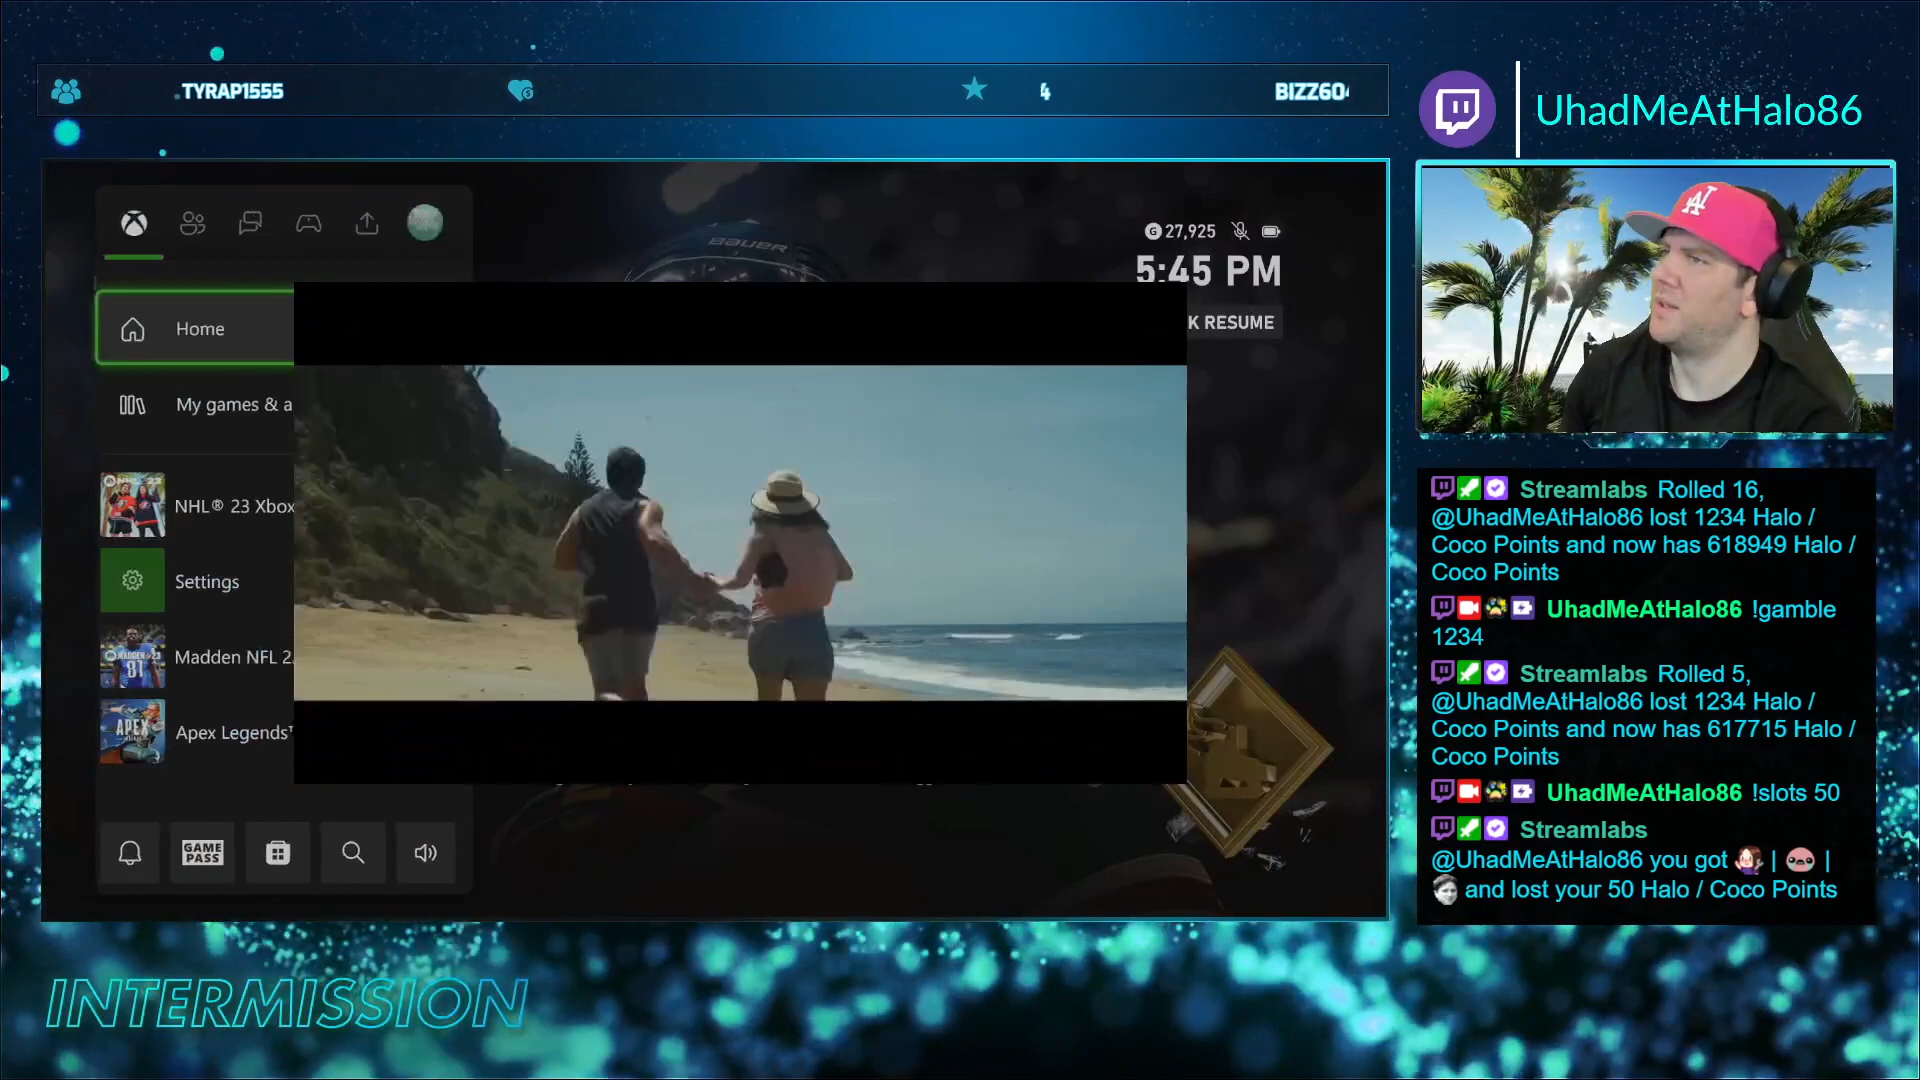 .TYRAP1555
4
BIZZ604
UhadMeAtHalo86
BAUER
27,925
5:45 PM
K RESUME
Home
My games & a
NHL® 23 Xbox
Settings
Madden NFL 2
Apex Legends™
GAME
PASS
INTERMISSION
Streamlabs Rolled 16,
@UhadMeAtHalo86 lost 1234 Halo /
Coco Points and now has 618949 Halo /
Coco Points
UhadMeAtHalo86 !gamble
1234
Streamlabs Rolled 5,
@UhadMeAtHalo86 lost 1234 Halo /
Coco Points and now has 617715 Halo /
Coco Points
UhadMeAtHalo86 !slots 50
Streamlabs
@UhadMeAtHalo86 you got | |
and lost your 50 Halo / Coco Points